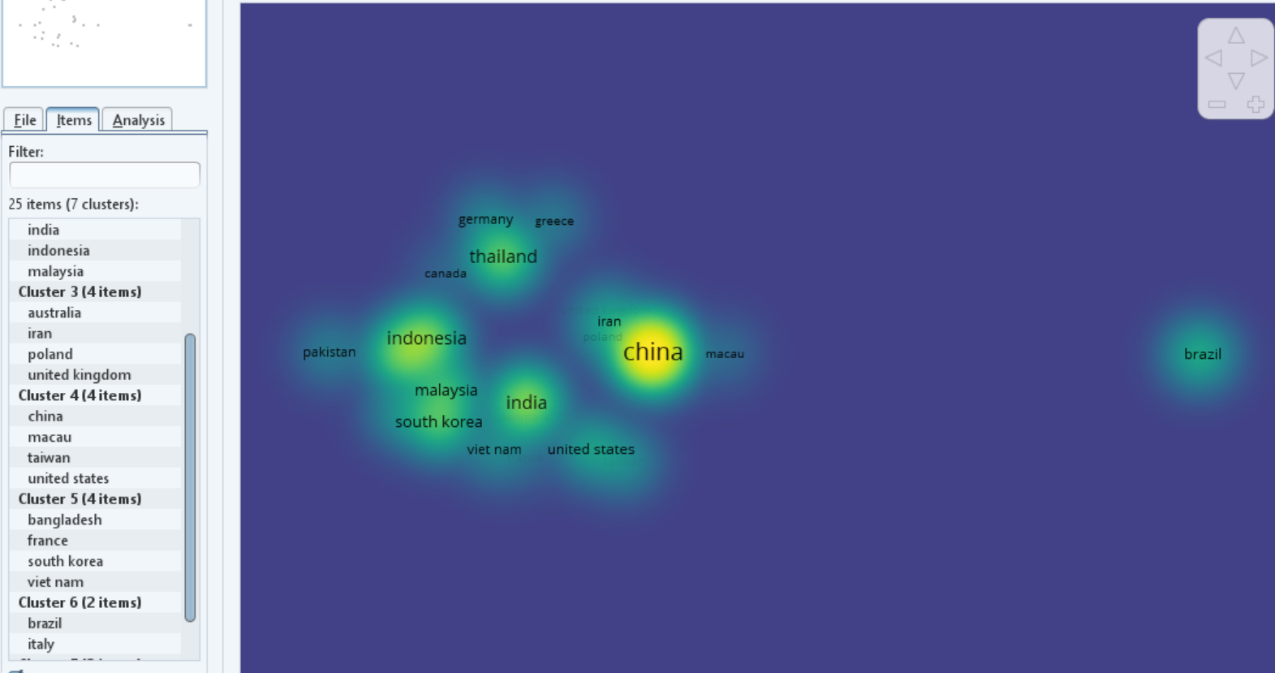 File Items Analysis
Filter:
25 items (7 clusters):
india
indonesia
malaysia
Cluster 3 (4 items)
australia
iran
poland
united kingdom
Cluster 4 (4 items)
china
macau
taiwan
united states
Cluster 5 (4 items)
bangladesh
france
south korea
viet nam
Cluster 6 (2 items)
brazil
italy
germany greece
thailand
canada
iran
poland
indonesia
pakistan china macau brazil
malaysia
india
south korea
viet nam united states